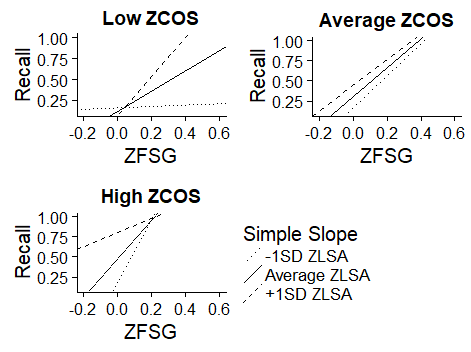 Low ZCOS
Recall
1.00
0.75
0.50
0.25
-0.2 0.0 0.2 0.4 0.6
ZFSG
Average ZCOS
Recall
1.00
0.75
0.50
0.25
-0.2 0.0 0.2 0.4 0.6
ZFSG
High ZCOS
Recall
1.00
0.75
0.50
0.25
-0.2 0.0 0.2 0.4 0.6
ZFSG
Simple Slope
-1SD ZLSA
Average ZLSA
+1SD ZLSA